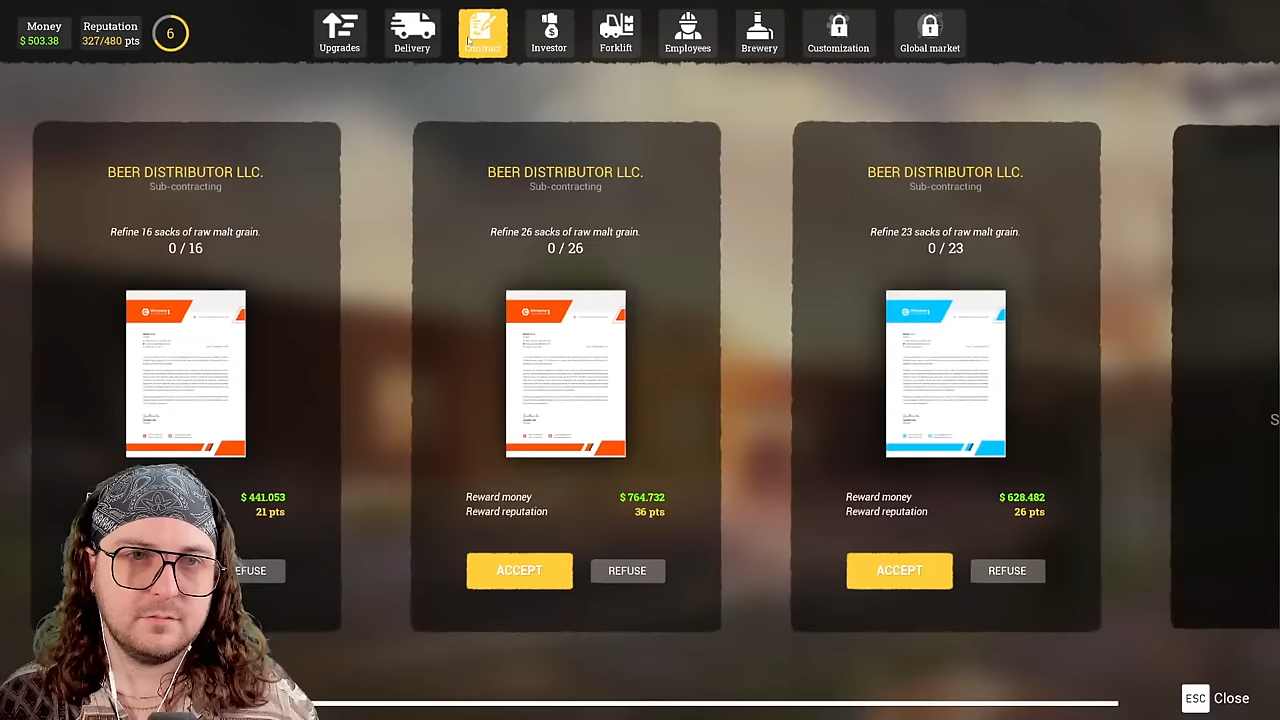 Money
$ 503.38
Reputation
327/480 pts
6
Upgrades
Delivery
Contract
Investor
Forklift
Employees
Brewery
Customization
Global market
BEER DISTRIBUTOR LLC.
Sub-contracting
Refine 16 sacks of raw malt grain.
0 / 16
$ 441.053
21 pts
EFUSE
BEER DISTRIBUTOR LLC.
Sub-contracting
Refine 26 sacks of raw malt grain.
0 / 26
Reward money $ 764.732
Reward reputation 36 pts
ACCEPT REFUSE
BEER DISTRIBUTOR LLC.
Sub-contracting
Refine 23 sacks of raw malt grain.
0 / 23
Reward money $ 628.482
Reward reputation 26 pts
ACCEPT REFUSE
ESC Close